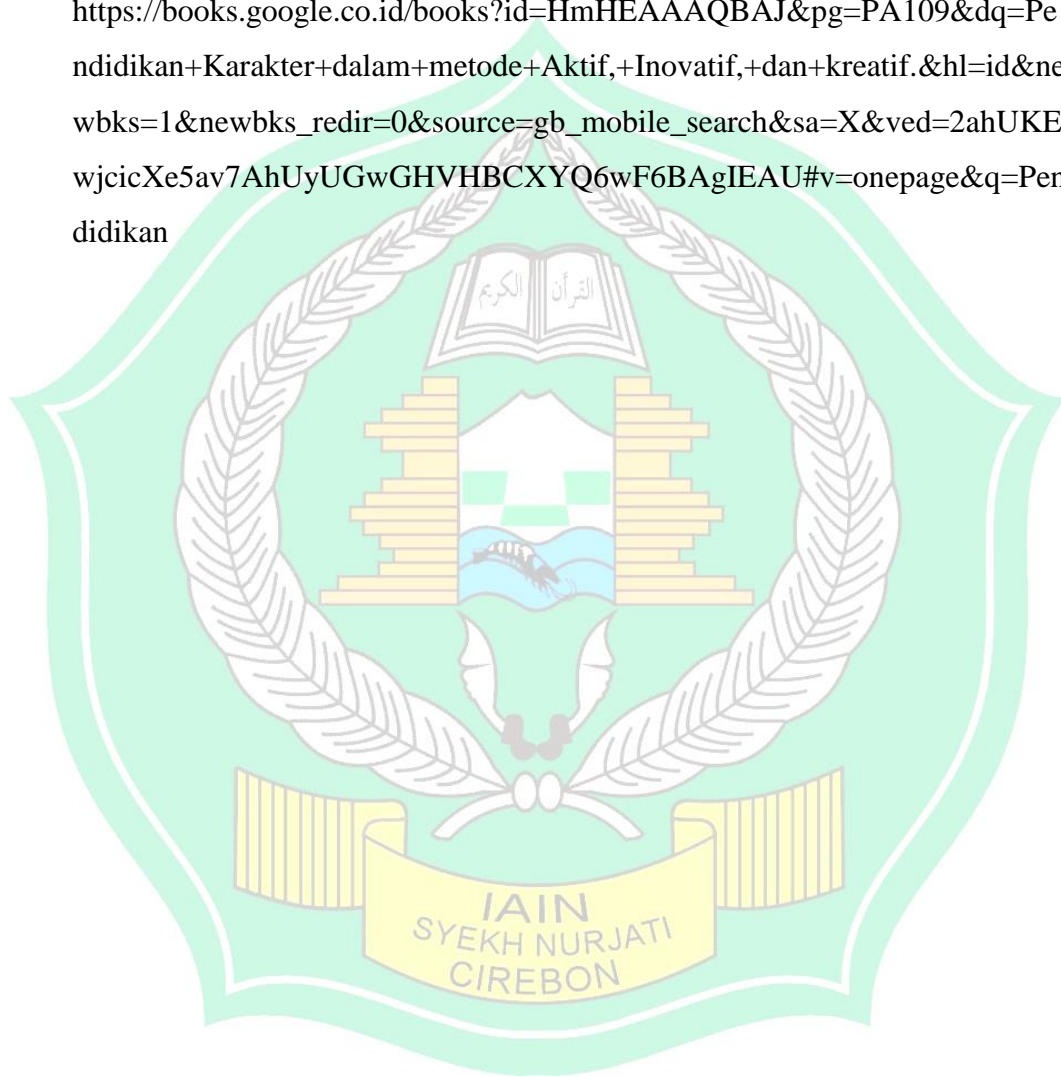 https://books.google.co.id/books?id=HmHEAAAQBAJ&pg=PA109&dq=Pe
ndidikan+Karakter+dalam+metode+Aktif,+Inovatif,+dan+kreatif.&hl=id&ne
wbks=1&newbks_redir=0&source=gb_mobile_search&sa=X&ved=2ahUKE
wjcicXe5av7AhUyUGwGHVHBCXYQ6wF6BAgIEAU#v=onepage&q=Pen
didikan
القرآن الكريم
IAIN
SYEKH NURJATI
CIREBON